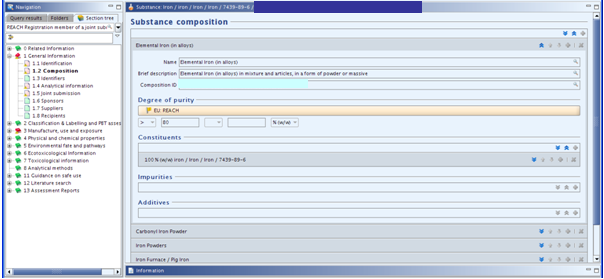 Navigation
Query results Folders Section tree
REACH Registration member of a joint sub
0 Related Information
1 General Information
1.1 Identification
1.2 Composition
1.3 Identifiers
1.4 Analytical information
1.5 Joint submission
1.6 Sponsors
1.7 Suppliers
1.8 Recipients
2 Classification & Labelling and PBT asses
3 Manufacture, use and exposure
4 Physical and chemical properties
5 Environmental fate and pathways
6 Ecotoxicological Information
7 Toxicological information
8 Analytical methods
11 Guidance on safe use
12 Literature search
13 Assessment Reports
Substance: Iron / Iron / Iron / Iron / 7439-89-6 /
Substance composition
Elemental Iron (in alloys)
Name Elemental Iron (in alloys)
Brief description Elemental Iron (in alloys) in mixture and articles, in a form of powder or massive
Composition ID
Degree of purity
EU: REACH
> 80 % (w/w)
Constituents
100 % (w/w) Iron / Iron / Iron / 7439-89-6
Impurities
Additives
Carbonyl Iron Powder
Iron Powders
Iron Furnace / Pig Iron
Information